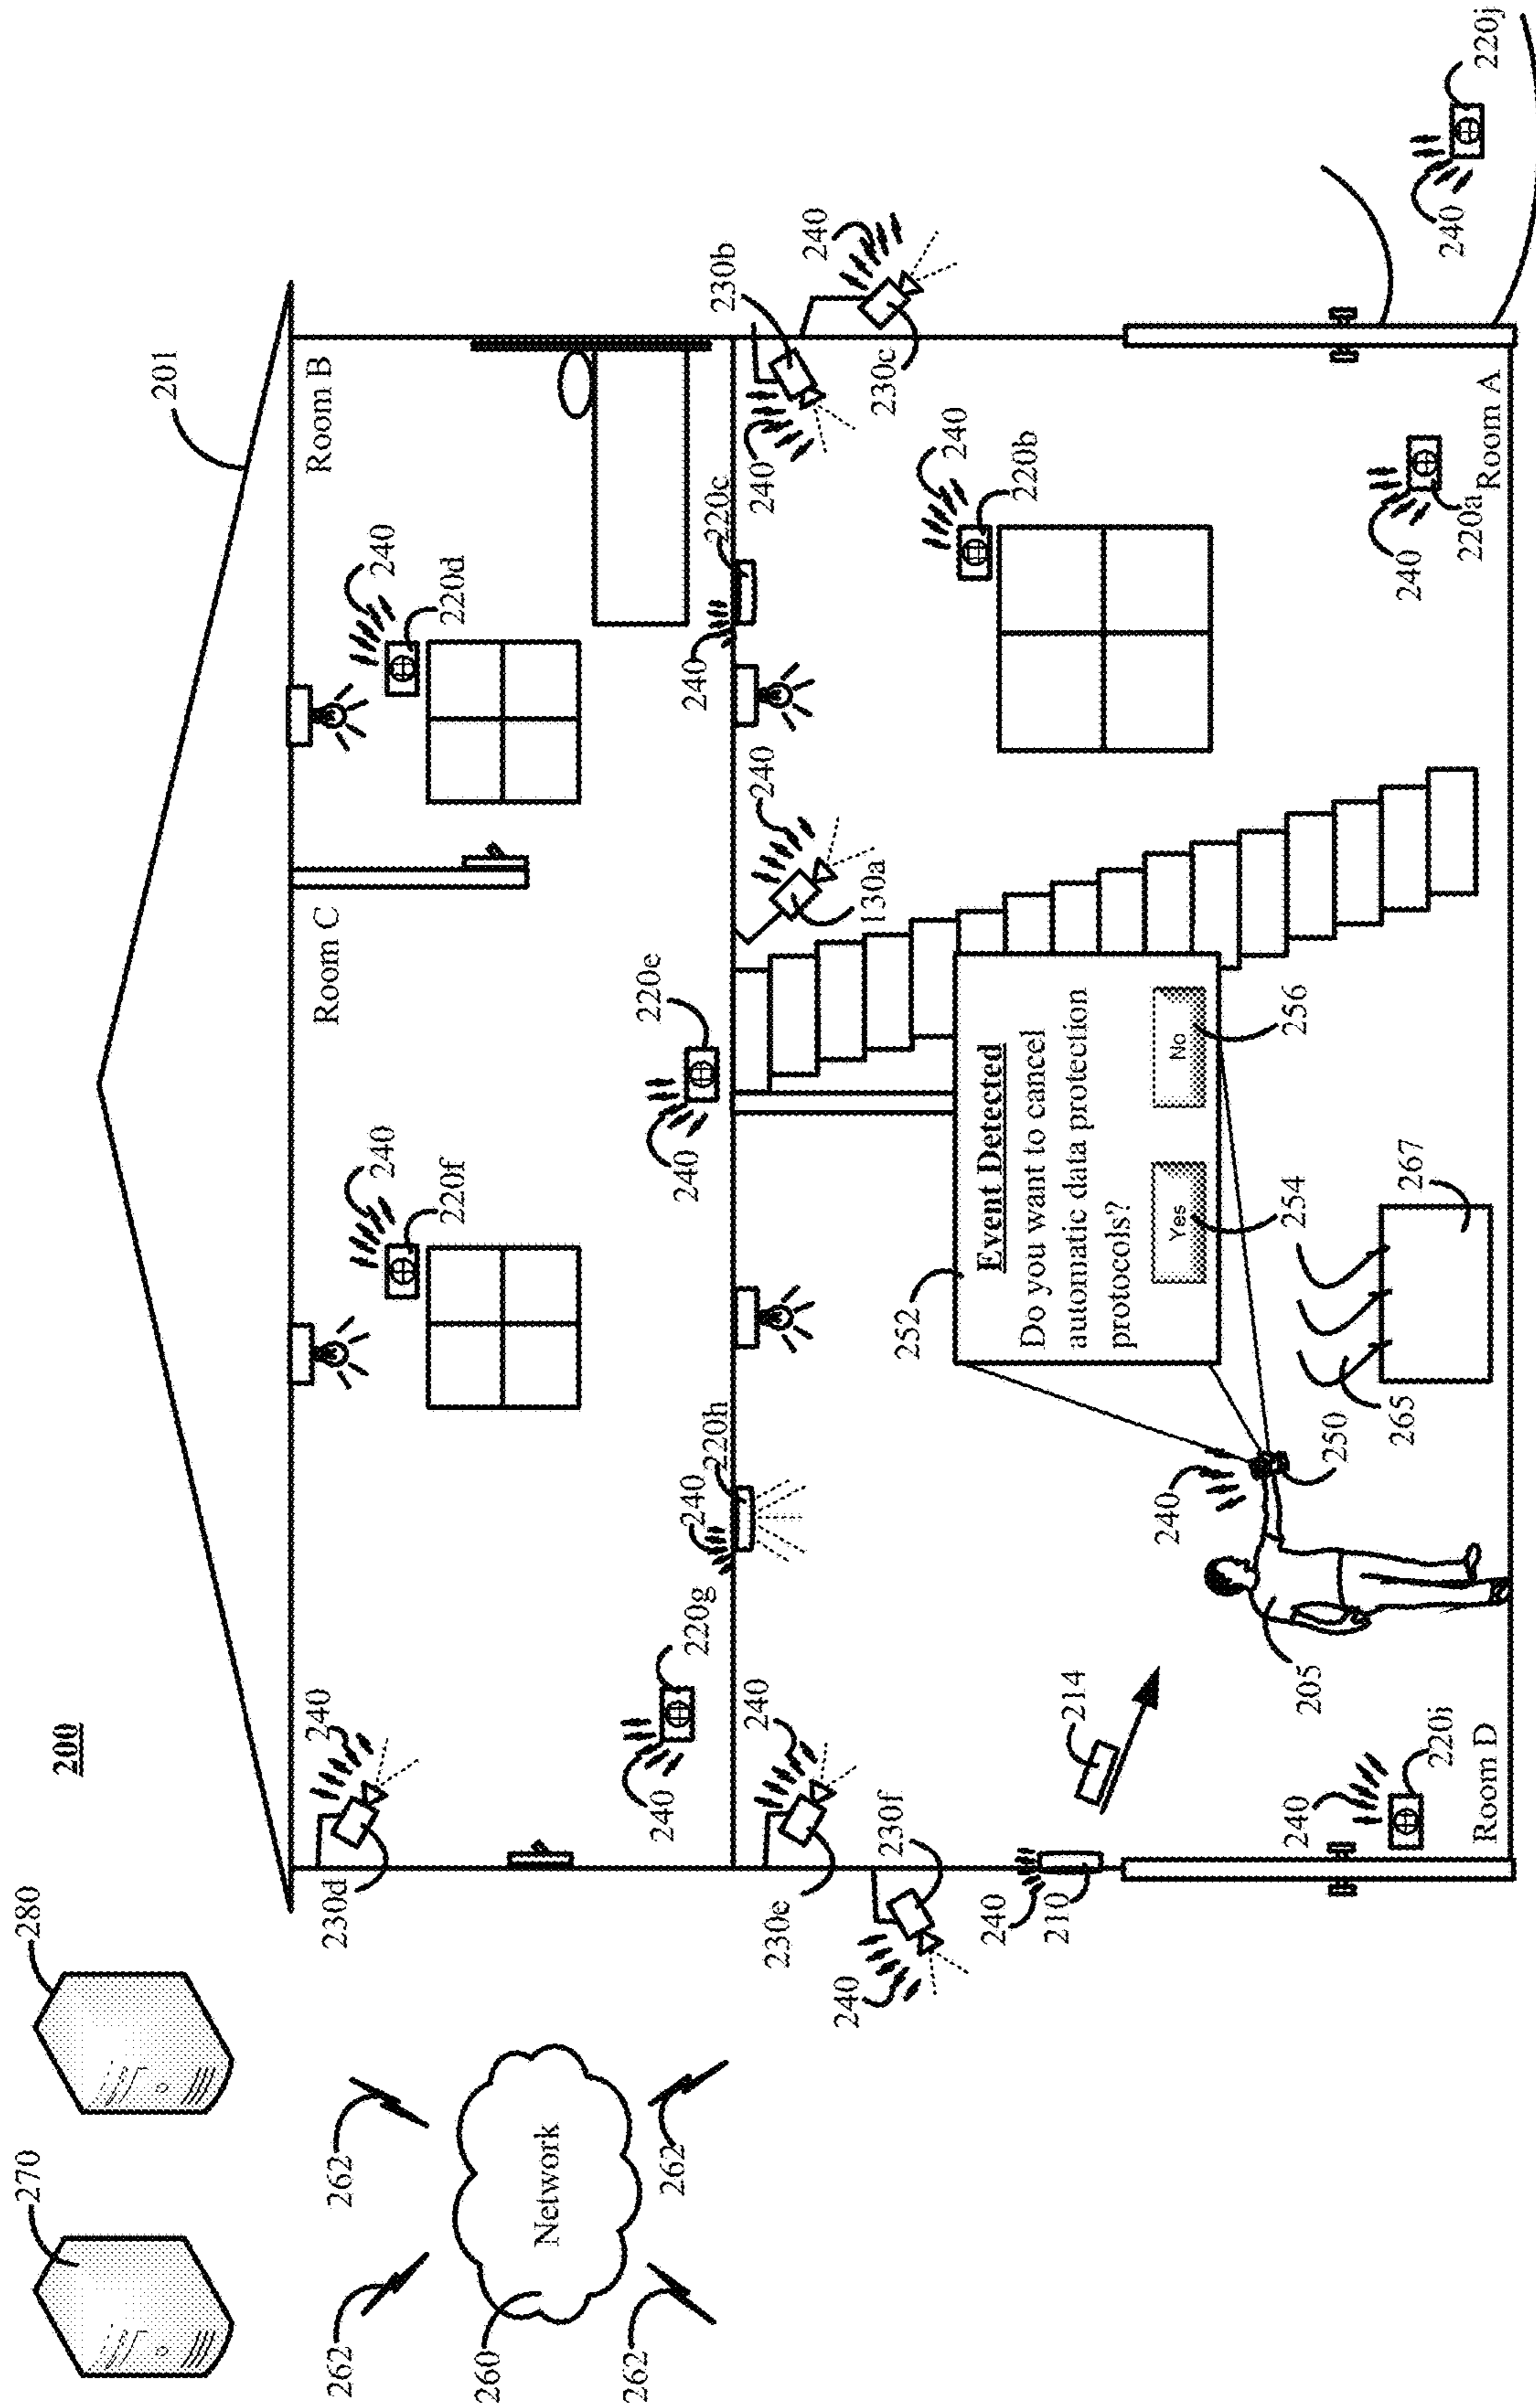 200
270
280
201
262
262
260
Network
262
262
230d
240
240
220f
Room C
240
220d
Room B
240
220g
240
220h
240
220e
240
220c
240
230b
240
230e
240
240
230f
130a
240
230c
240
240
220b
240
210
214
252
Event Detected
Do you want to cancel
automatic data protection
protocols?
Yes
No
254
256
240
250
205
265
267
240
220i
Room D
240
220a
Room A
240
220j